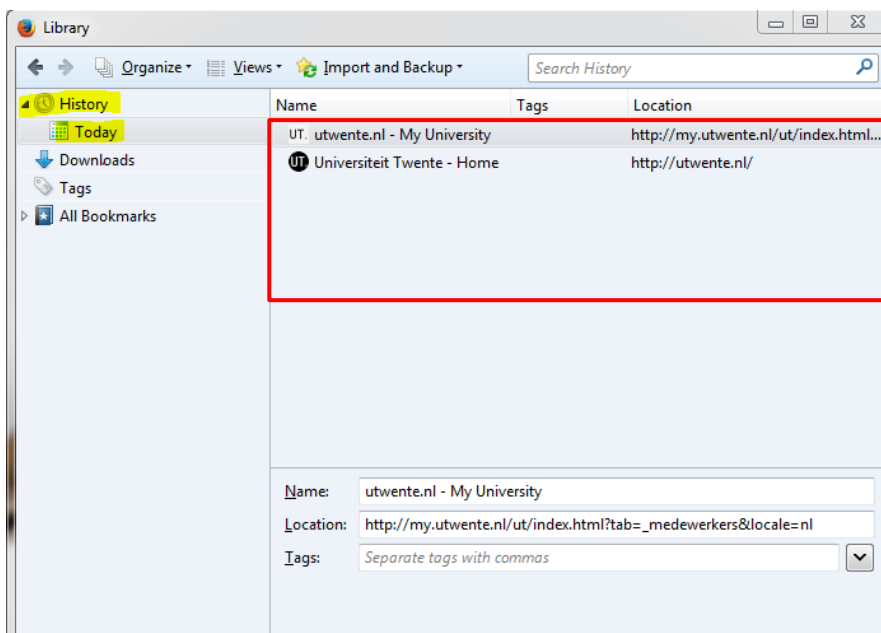 Library
Organize Views Import and Backup Search History
History
Today
Downloads
Tags
All Bookmarks
Name Tags Location
UT. utwente.nl - My University http://my.utwente.nl/ut/index.html...
UT Universiteit Twente - Home http://utwente.nl/
Name: utwente.nl - My University
Location: http://my.utwente.nl/ut/index.html?tab=_medewerkers&locale=nl
Tags: Separate tags with commas